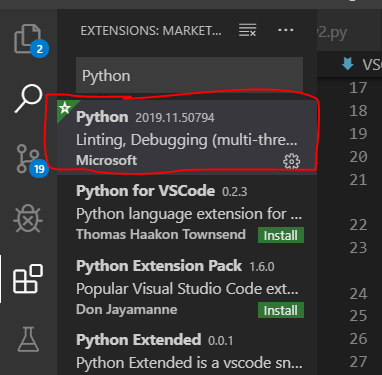 EXTENSIONS: MARKET...
v2.py
2
Python
VSC
Python 2019.11.50794
Linting, Debugging (multi-thre...
Microsoft
19
Python for VSCode 0.2.3
Python language extension for ...
Thomas Haakon Townsend Install
Python Extension Pack 1.6.0
Popular Visual Studio Code ext...
Don Jayamanne Install
Python Extended 0.0.1
Python Extended is a vscode sn...
17
18
19
20
21
22
23
24
25
26
27